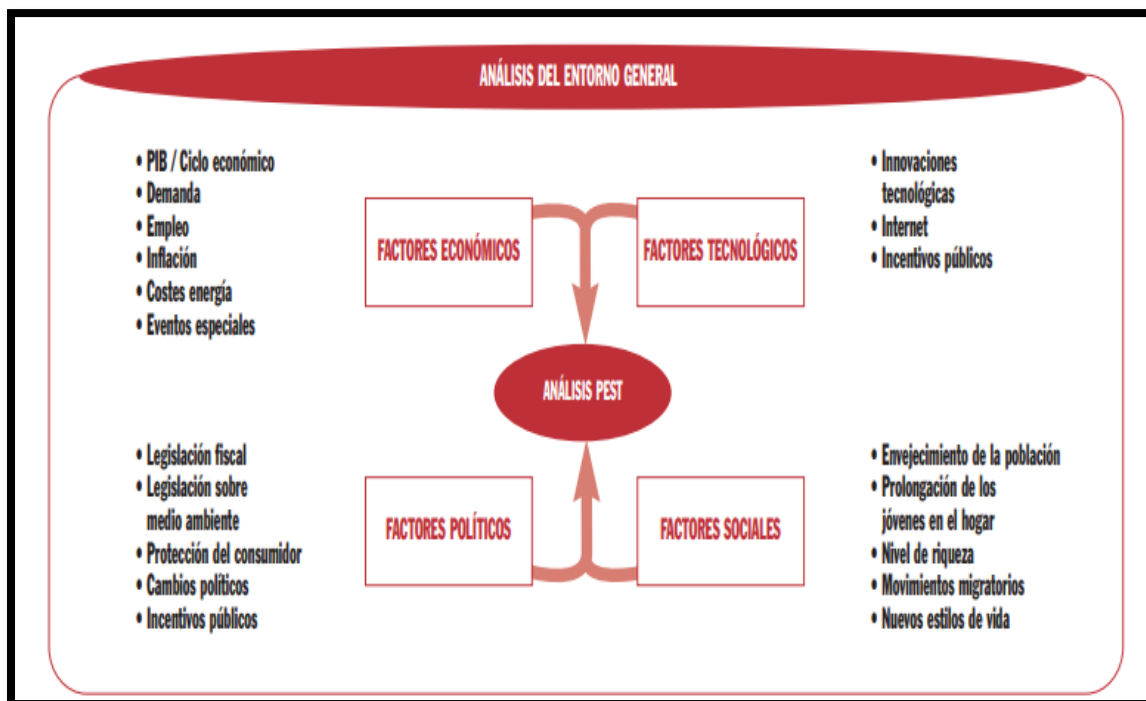 ANÁLISIS DEL ENTORNO GENERAL
• PIB / Ciclo económico
• Demanda
• Empleo
• Inflación
• Costes energía
• Eventos especiales
FACTORES ECONÓMICOS
FACTORES TECNOLÓGICOS
• Innovaciones
tecnológicas
• Internet
• Incentivos públicos
ANÁLISIS PEST
• Legislación fiscal
• Legislación sobre
medio ambiente
• Protección del consumidor
• Cambios políticos
• Incentivos públicos
FACTORES POLÍTICOS
FACTORES SOCIALES
• Envejecimiento de la población
• Prolongación de los
jóvenes en el hogar
• Nivel de riqueza
• Movimientos migratorios
• Nuevos estilos de vida